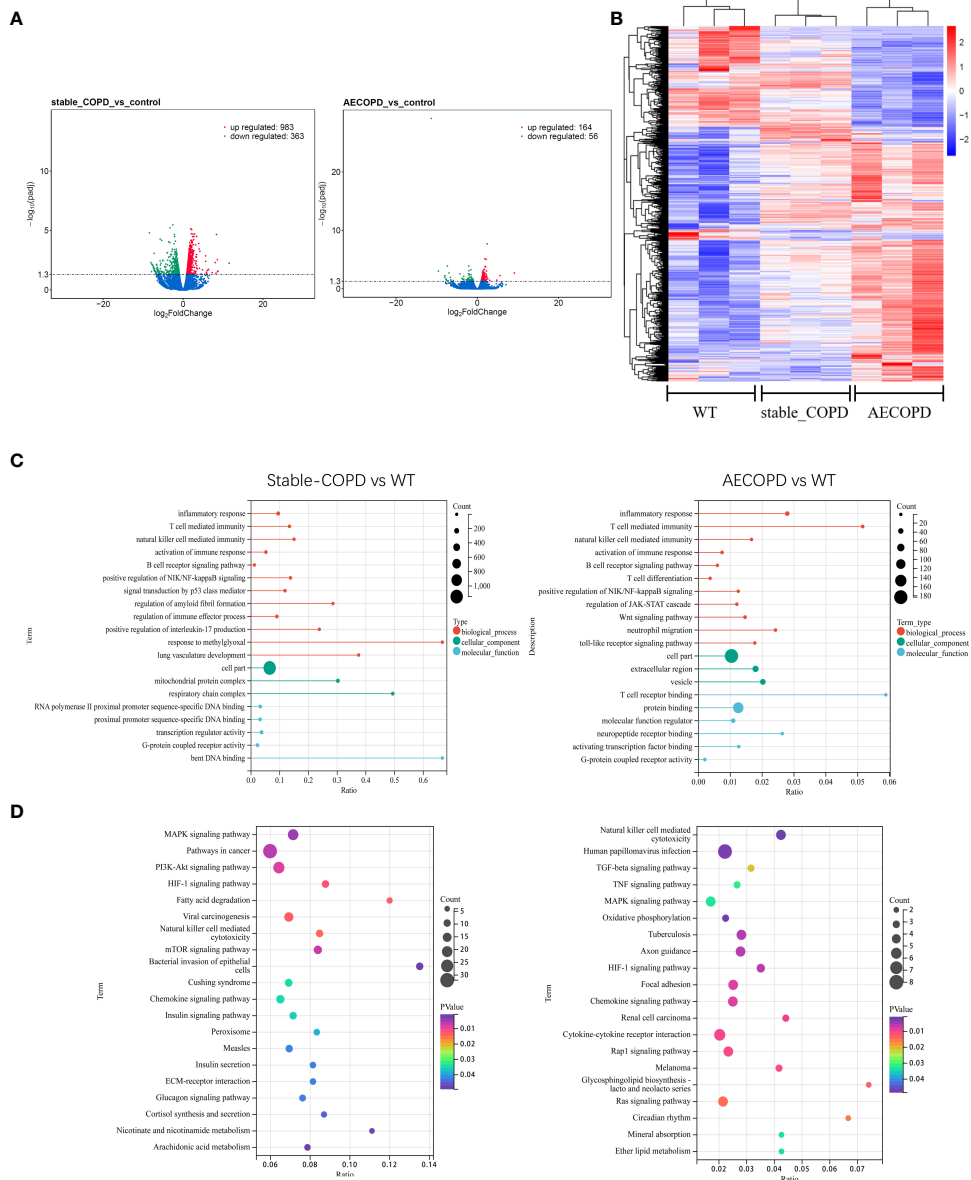 A
B
stable_COPD_vs_control
up regulated: 983
down regulated: 363
−log10(padj)
10
5
1.3
0
−20
0
20
log2FoldChange
AECOPD_vs_control
up regulated: 164
down regulated: 56
−log10(padj)
20
10
1.3
0
−20
0
20
log2FoldChange
2
1
0
−1
−2
WT
stable_COPD
AECOPD
C
Stable-COPD vs WT
Term
inflammatory response
T cell mediated immunity
natural killer cell mediated immunity
activation of immune response
B cell receptor signaling pathway
positive regulation of NIK/NF-kappaB signaling
signal transduction by p53 class mediator
regulation of amyloid fibril formation
regulation of immune effector process
positive regulation of interleukin-17 production
response to methylglyoxal
lung vasculature development
cell part
mitochondrial protein complex
respiratory chain complex
RNA polymerase II proximal promoter sequence-specific DNA binding
proximal promoter sequence-specific DNA binding
transcription regulator activity
G-protein coupled receptor activity
bent DNA binding
0.0
0.1
0.2
0.3
0.4
0.5
0.6
Ratio
Count
200
400
600
800
1,000
Type
biological_process
cellular_component
molecular_function
AECOPD vs WT
Description
inflammatory response
T cell mediated immunity
natural killer cell mediated immunity
activation of immune response
B cell receptor signaling pathway
T cell differentiation
positive regulation of NIK/NF-kappaB signaling
regulation of JAK-STAT cascade
Wnt signaling pathway
neutrophil migration
toll-like receptor signaling pathway
cell part
extracellular region
vesicle
T cell receptor binding
protein binding
molecular function regulator
neuropeptide receptor binding
activating transcription factor binding
G-protein coupled receptor activity
0.00
0.01
0.02
0.03
0.04
0.05
0.06
Ratio
Count
20
40
60
80
110
140
180
Term_type
biological_process
cellular_component
molecular_function
D
Term
MAPK signaling pathway
Pathways in cancer
PI3K-Akt signaling pathway
HIF-1 signaling pathway
Fatty acid degradation
Viral carcinogenesis
Natural killer cell mediated
cytotoxicity
mTOR signaling pathway
Bacterial invasion of epithelial
cells
Cushing syndrome
Chemokine signaling pathway
Insulin signaling pathway
Peroxisome
Measles
Insulin secretion
ECM-receptor interaction
Glucagon signaling pathway
Cortisol synthesis and secretion
Nicotinate and nicotinamide metabolism
Arachidonic acid metabolism
0.06
0.08
0.10
0.12
0.14
Ratio
Count
5
10
15
20
25
30
PValue
0.01
0.02
0.03
0.04
Term
Natural killer cell mediated
cytotoxicity
Human papillomavirus infection
TGF-beta signaling pathway
TNF signaling pathway
MAPK signaling pathway
Oxidative phosphorylation
Tuberculosis
Axon guidance
HIF-1 signaling pathway
Focal adhesion
Chemokine signaling pathway
Renal cell carcinoma
Cytokine-cytokine receptor interaction
Rap1 signaling pathway
Melanoma
Glycosphingolipid biosynthesis -
lacto and neolacto series
Ras signaling pathway
Circadian rhythm
Mineral absorption
Ether lipid metabolism
0.02
0.03
0.04
0.05
0.06
0.07
Ratio
Count
2
3
4
5
6
7
8
PValue
0.01
0.02
0.03
0.04